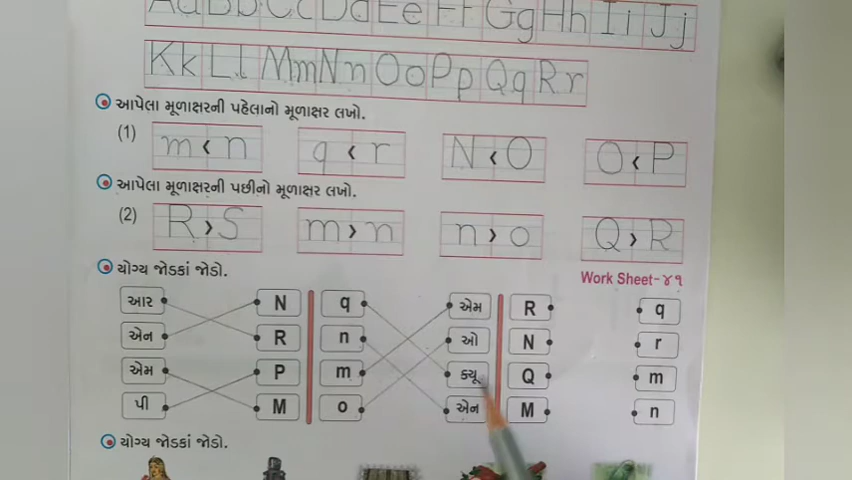 Aa Bb Cc Dd Ee Ff Gg Hh Ii Jj
Kk Ll Mm Nn Oo Pp Qq Rr
આપેલા મૂળાક્ષરની પહેલાનો મૂળાક્ષર લખો.
(1) m < n q < r N < O O < P
આપેલા મૂળાક્ષરની પછીનો મૂળાક્ષર લખો.
(2) R > S m > n n > o Q > R
યોગ્ય જોડકાં જોડો.
Work Sheet-૪૧
આર N q એમ R q
એન R n ઓ N r
એમ P m ક્યૂ Q m
પી M o એન M n
યોગ્ય જોડકાં જોડો.